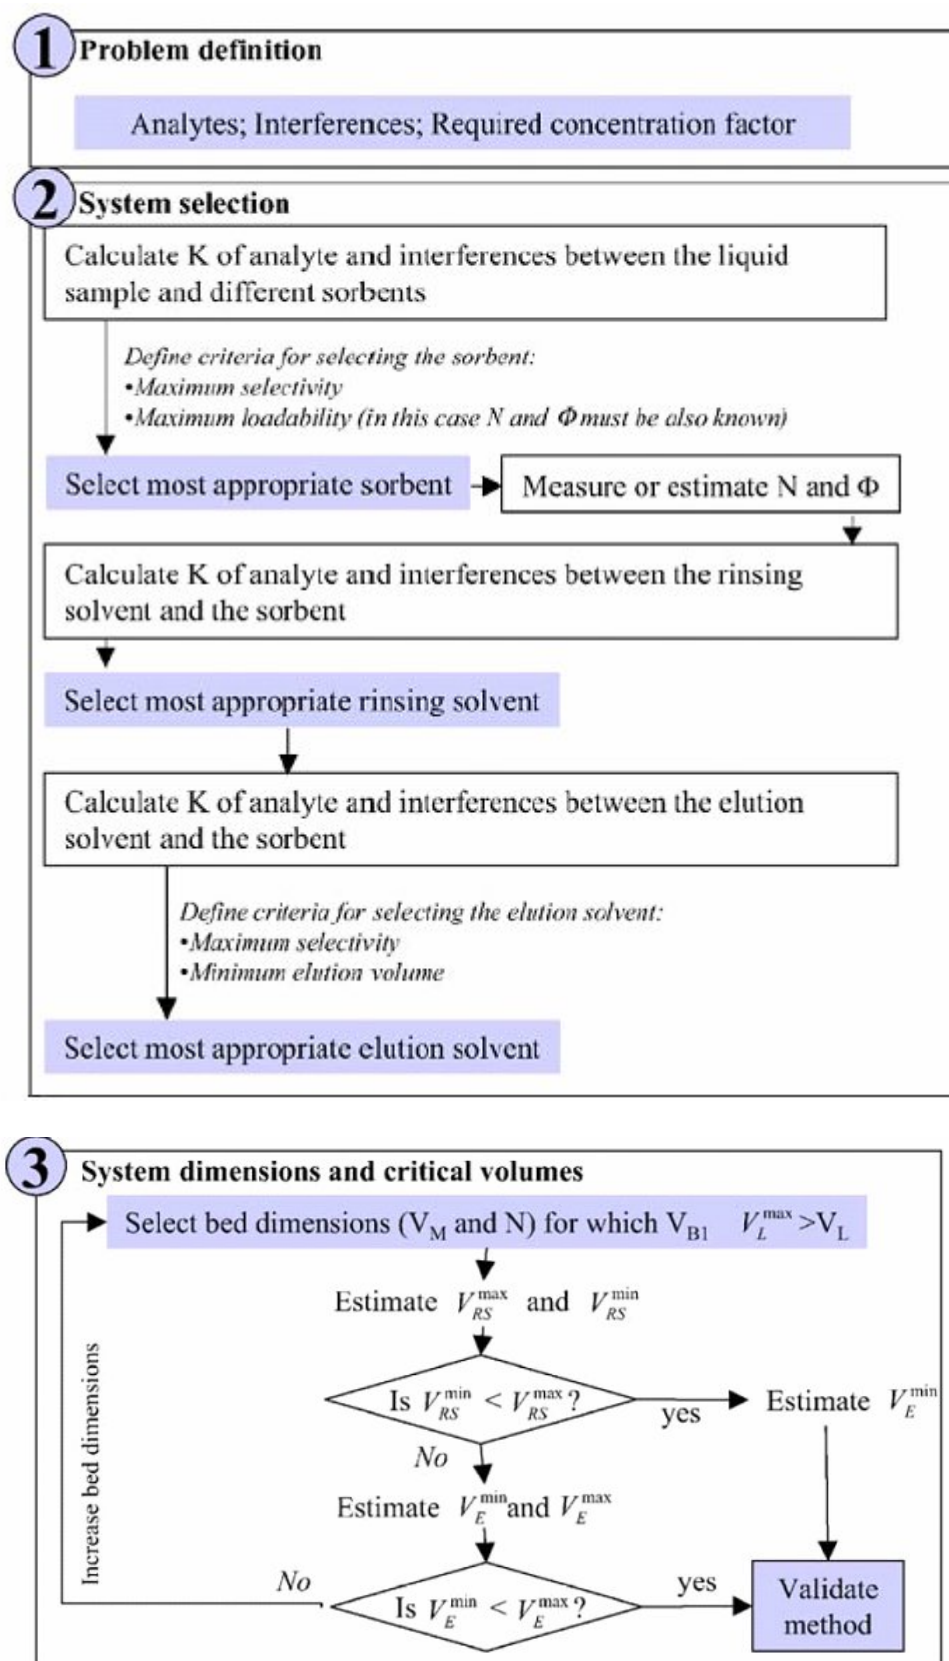 1 Problem definition
Analytes; Interferences; Required concentration factor
2 System selection
Calculate K of analyte and interferences between the liquid
sample and different sorbents
Define criteria for selecting the sorbent:
•Maximum selectivity
•Maximum loadability (in this case N and Φ must be also known)
Select most appropriate sorbent
Measure or estimate N and Φ
Calculate K of analyte and interferences between the rinsing
solvent and the sorbent
Select most appropriate rinsing solvent
Calculate K of analyte and interferences between the elution
solvent and the sorbent
Define criteria for selecting the elution solvent:
•Maximum selectivity
•Minimum elution volume
Select most appropriate elution solvent
3 System dimensions and critical volumes
Select bed dimensions (V_M and N) for which V_B1 V_L^max >V_L
Estimate V_RS^max and V_RS^min
Is V_RS^min < V_RS^max ?
yes
Estimate V_E^min
No
Estimate V_E^min and V_E^max
Increase bed dimensions
No
Is V_E^min < V_E^max ?
yes
Validate
method